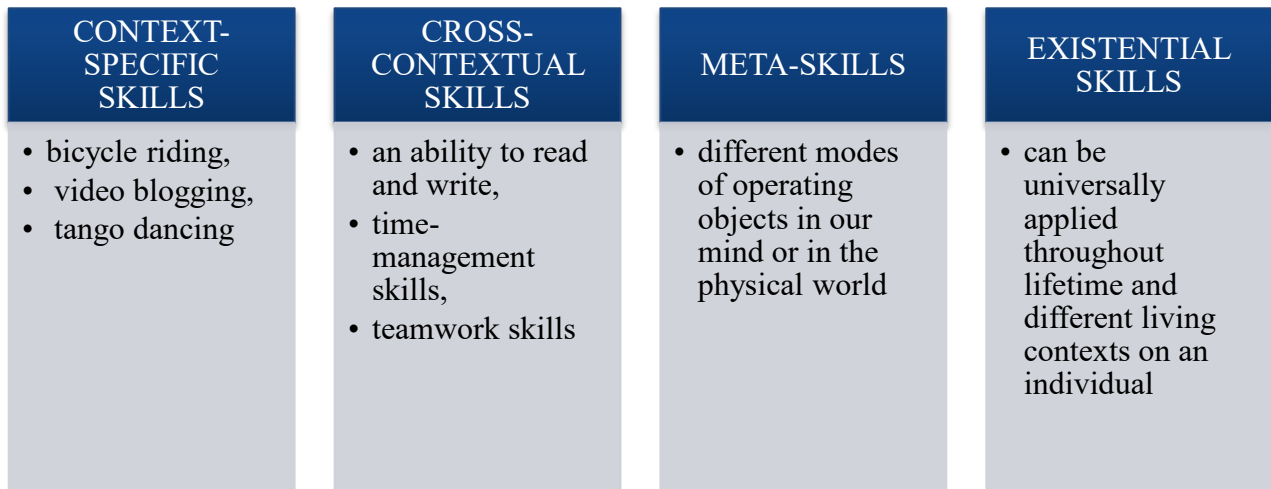 CONTEXT-
SPECIFIC
SKILLS
• bicycle riding,
• video blogging,
• tango dancing
CROSS-
CONTEXTUAL
SKILLS
• an ability to read
and write,
• time-
management
skills,
• teamwork skills
META-SKILLS
• different modes
of operating
objects in our
mind or in the
physical world
EXISTENTIAL
SKILLS
• can be
universally
applied
throughout
lifetime and
different living
contexts on an
individual